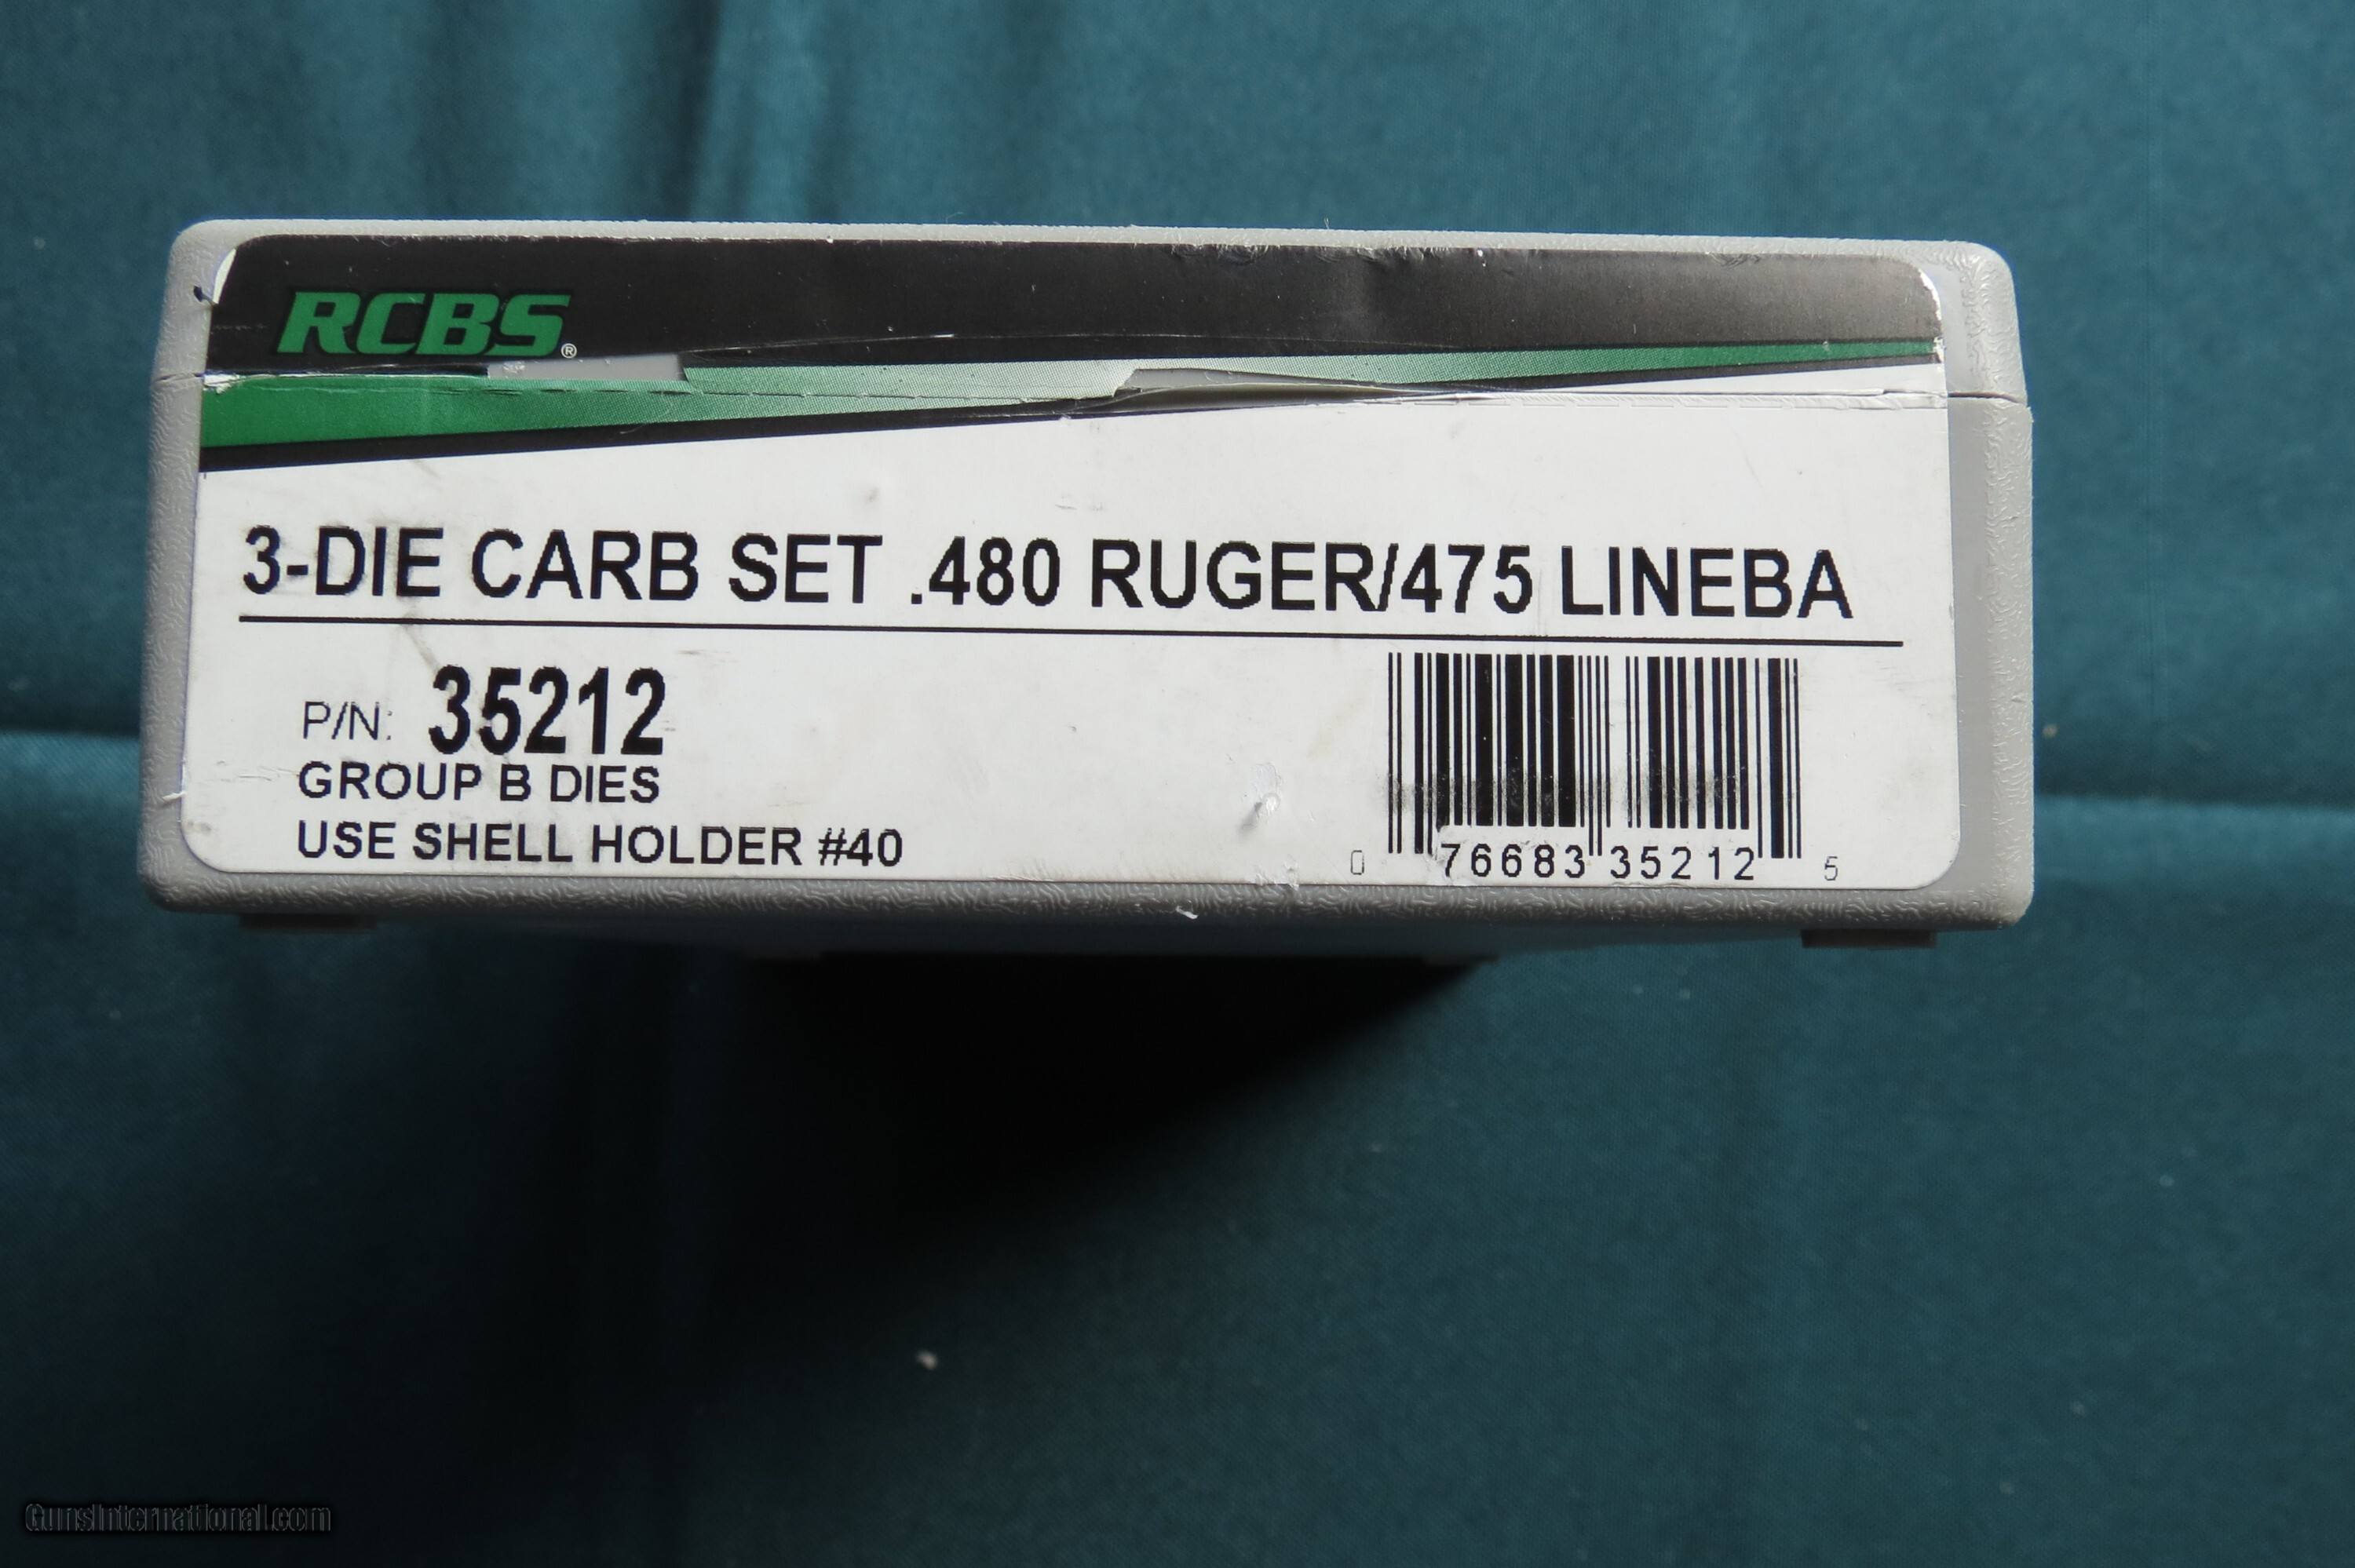 RCBS®
3-DIE CARB SET .480 RUGER/475 LINEBA
P/N: 35212
GROUP B DIES
USE SHELL HOLDER #40
0 76683 35212 5
GunsInternational.com